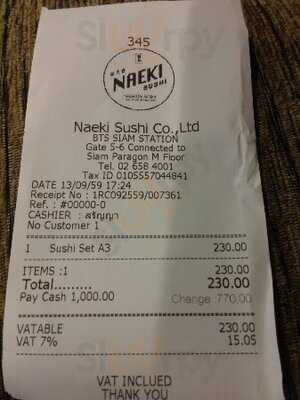 345
NAEKI
SUSHI
Naeki Sushi Co.,Ltd
BTS SIAM STATION
Gate 5-6 Connected to
Siam Paragon M Floor
Tel. 02 658 4001
Tax ID 0105557044841
DATE 13/09/59 17:24
Receipt No : 1RC092559/007361
Ref. : #00000-0
CASHIER : สรัญญา
No Customer 1
1 Sushi Set A3 230.00
ITEMS :1 230.00
Total......... 230.00
Pay Cash 1,000.00 Change 770.00
VATABLE 230.00
VAT 7% 15.05
VAT INCLUED
THANK YOU